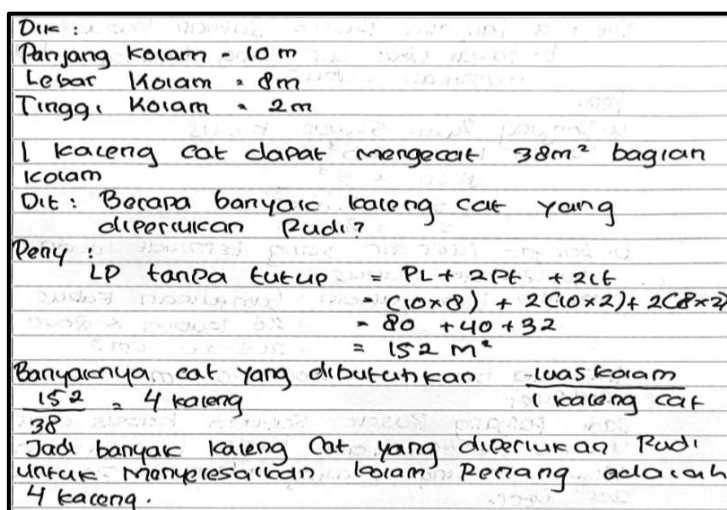 Dik :
Panjang kolam = 10 m
Lebar kolam = 8m
Tinggi kolam = 2m
1 kaleng cat dapat mengecat 38m² bagian
kolam
Dit : Berapa banyak kaleng cat yang
diperlukan Rudi?
Peny :
LP tanpa tutup = PL + 2Pt + 2Lt
= (10×8) + 2(10×2) + 2(8×2)
= 80 + 40 + 32
= 152 M²
Banyaknya cat yang dibutuhkan = luas kolam / 1 kaleng cat
152 / 38 = 4 kaleng
Jadi banyak kaleng Cat yang diperlukan Rudi
untuk Menyelesaikan kolam Renang adalah
4 kaleng.